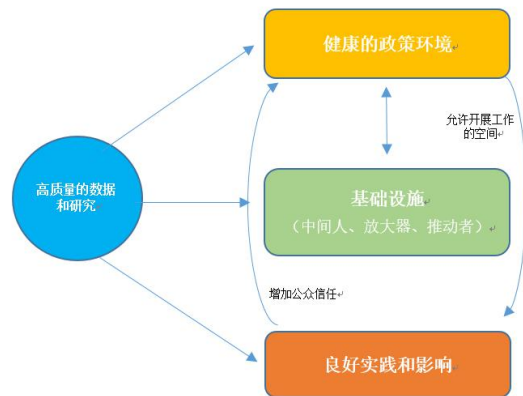 健康的政策环境
允许开展工作
的空间
高质量的数据
和研究
基础设施
（中间人、放大器、推动者）
增加公众信任
良好实践和影响